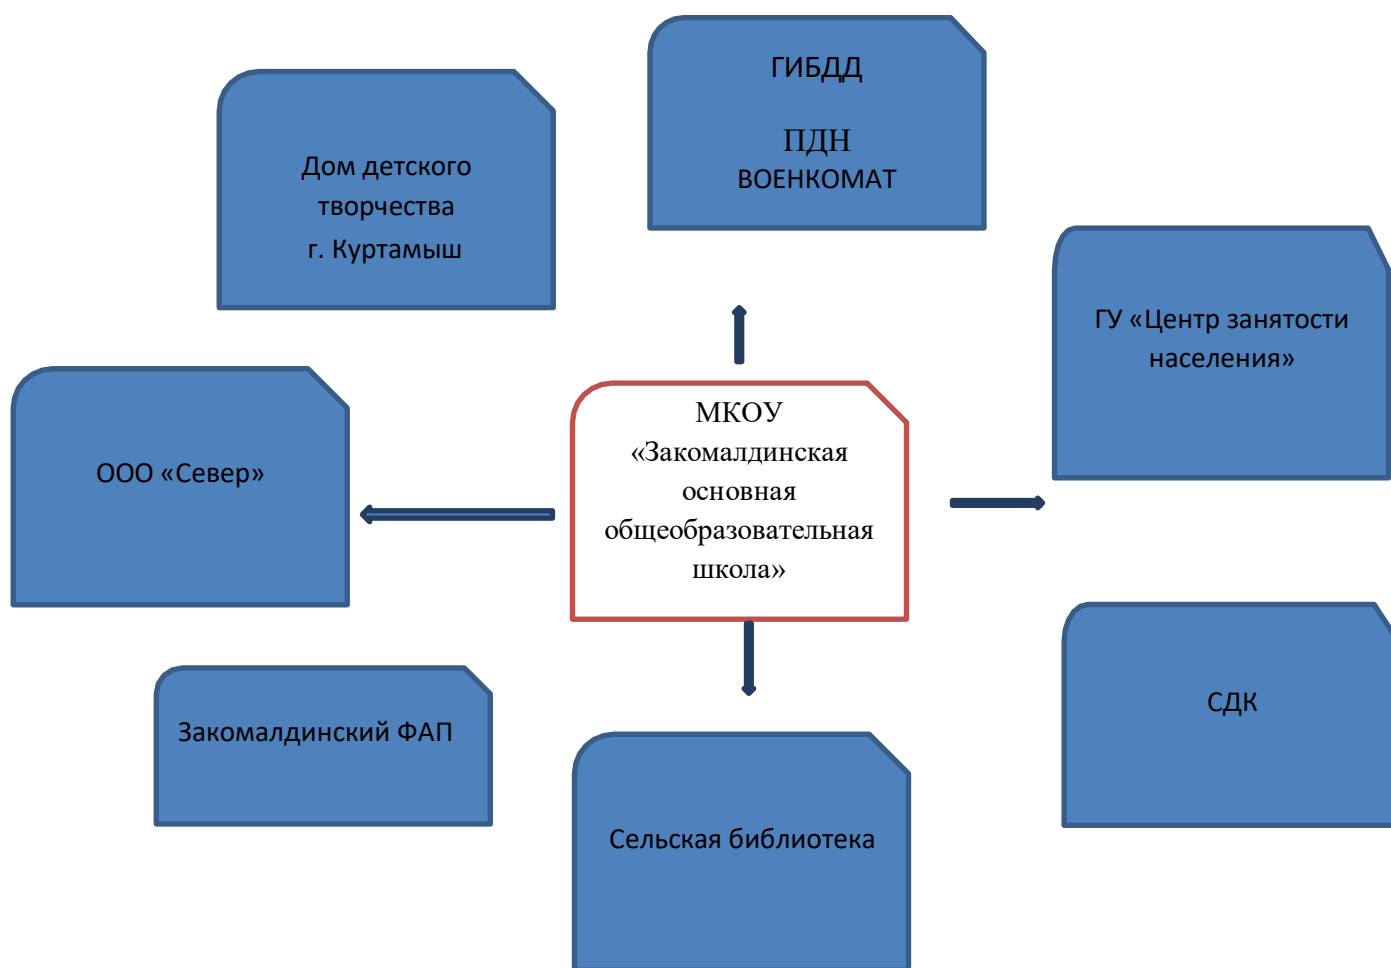 ГИБДД
ПДН
ВОЕНКОМАТ
Дом детского
творчества
г. Куртамыш
ГУ «Центр занятости
населения»
МКОУ
«Закомалдинская
основная
общеобразовательная
школа»
ООО «Север»
СДК
Закомалдинский ФАП
Сельская библиотека